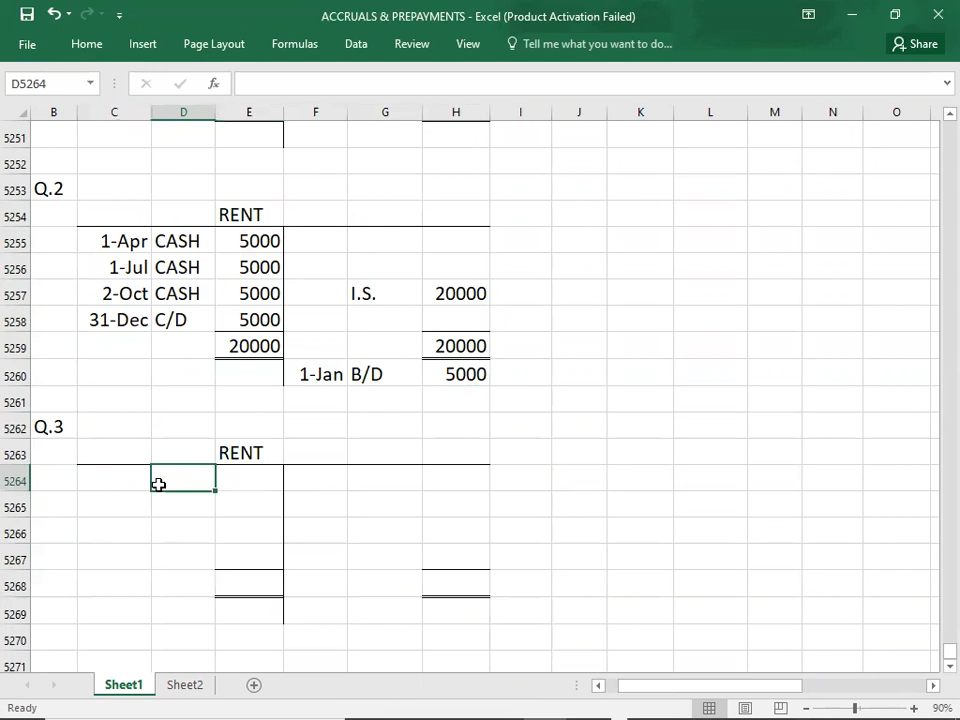 ACCRUALS & PREPAYMENTS - Excel (Product Activation Failed)
File Home Insert Page Layout Formulas Data Review View Tell me what you want to do... Share
D5264 fx
B C D E F G H I J K L M N O
5251
5252
5253 Q.2
5254 RENT
5255 1-Apr CASH 5000
5256 1-Jul CASH 5000
5257 2-Oct CASH 5000 I.S. 20000
5258 31-Dec C/D 5000
5259 20000 20000
5260 1-Jan B/D 5000
5261
5262 Q.3
5263 RENT
5264
5265
5266
5267
5268
5269
5270
5271
Sheet1 Sheet2
Ready 90%